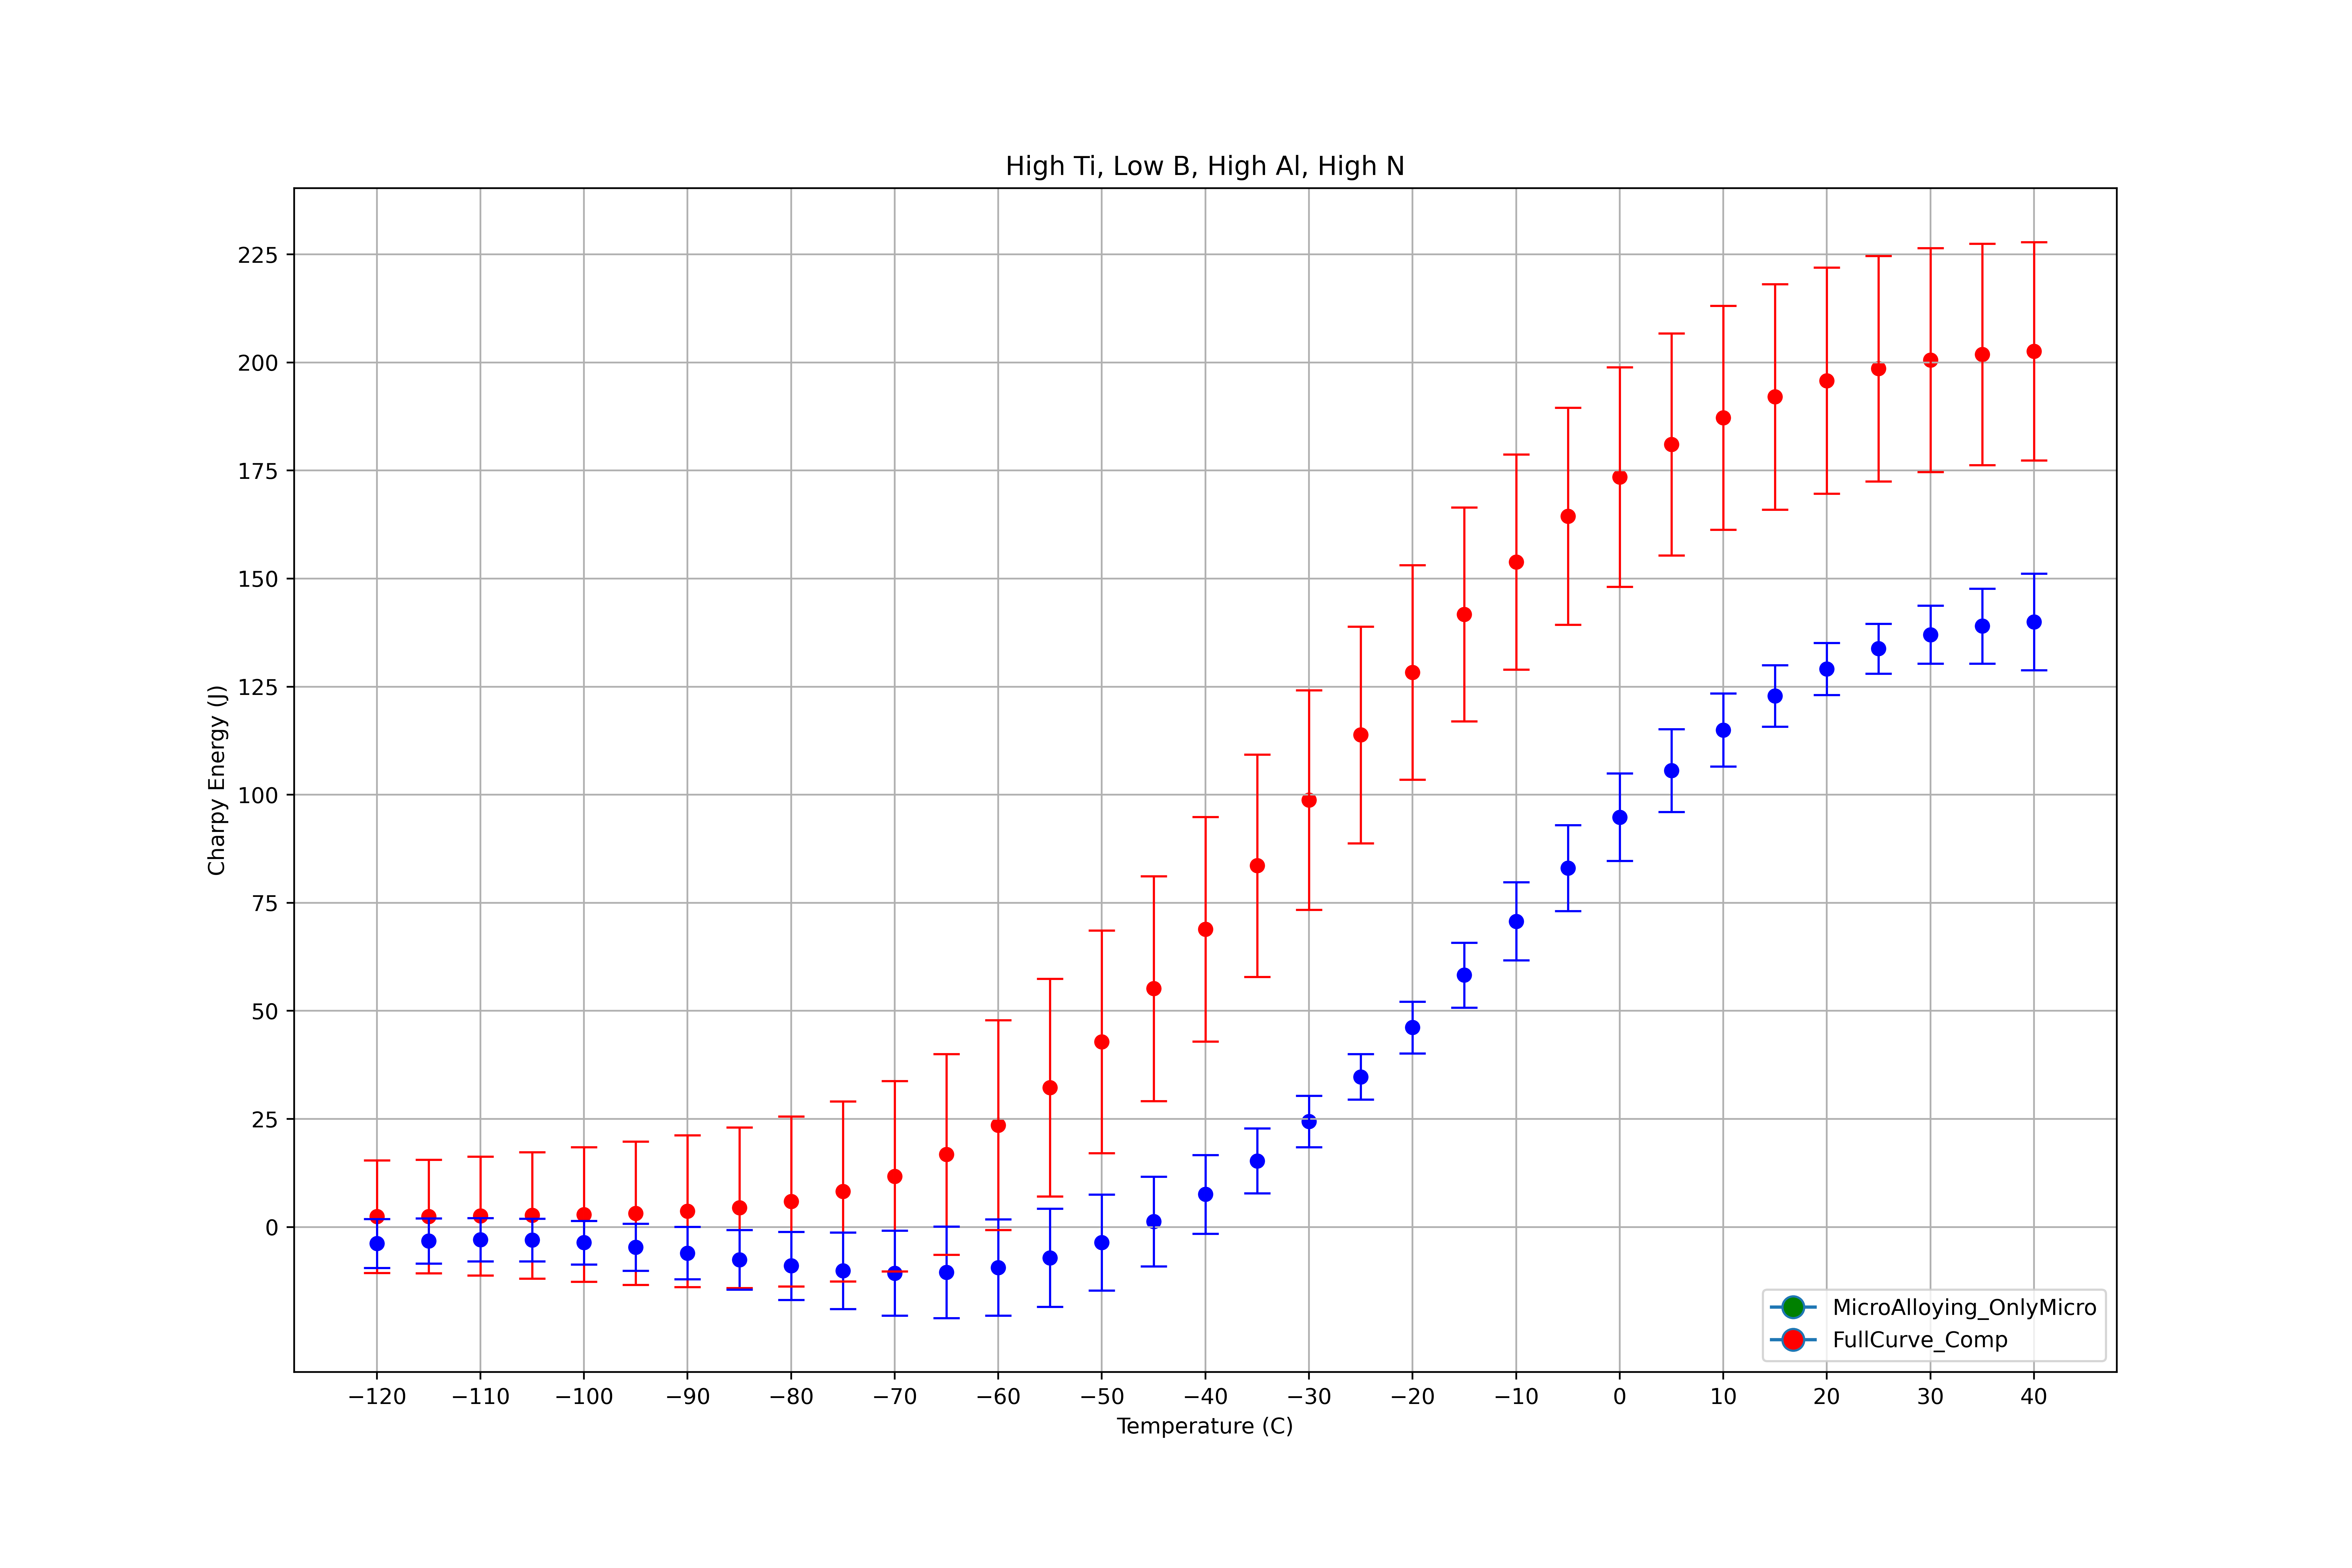 High Ti, Low B, High Al, High N
225
200
175
150
125
100
75
50
25
0
Charpy Energy (J)
−120 −110 −100 −90 −80 −70 −60 −50 −40 −30 −20 −10 0 10 20 30 40
Temperature (C)
MicroAlloying_OnlyMicro
FullCurve_Comp